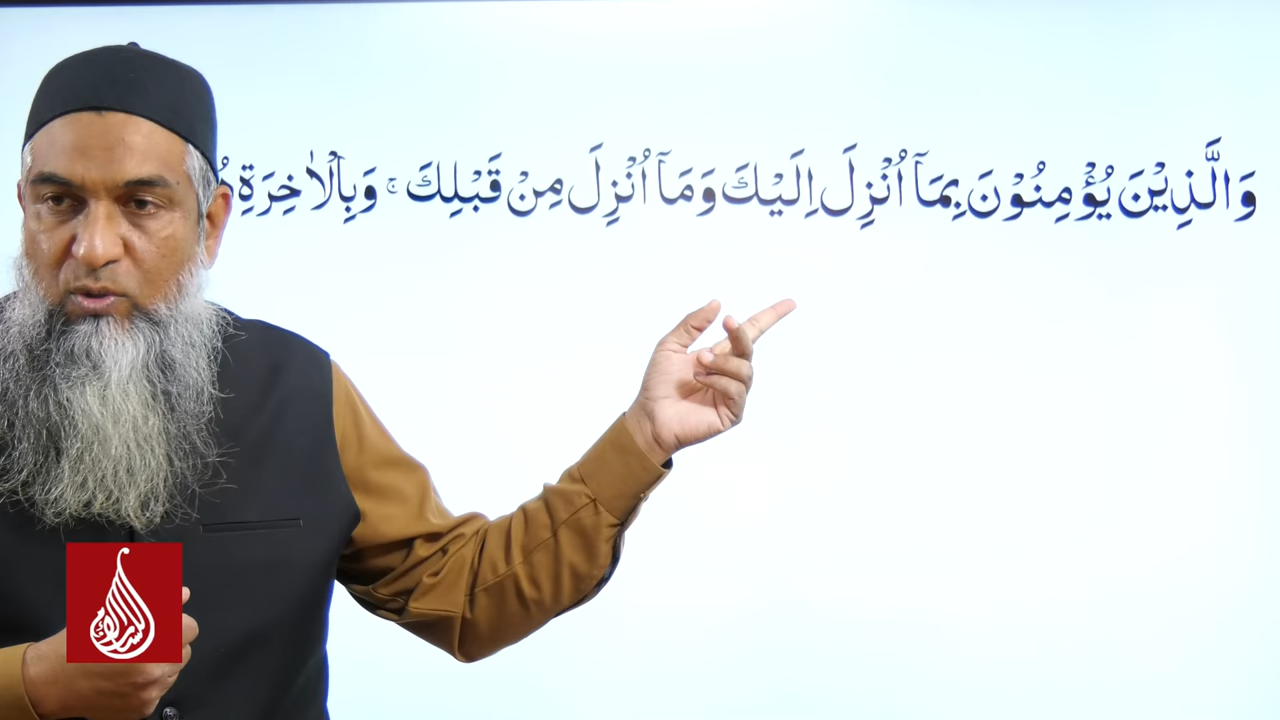 وَالَّذِيْنَ يُؤْمِنُوْنَ بِمَآ اُنْزِلَ اِلَيْكَ وَمَآ اُنْزِلَ مِنْ قَبْلِكَ ۚ وَبِالْاٰخِرَةِ